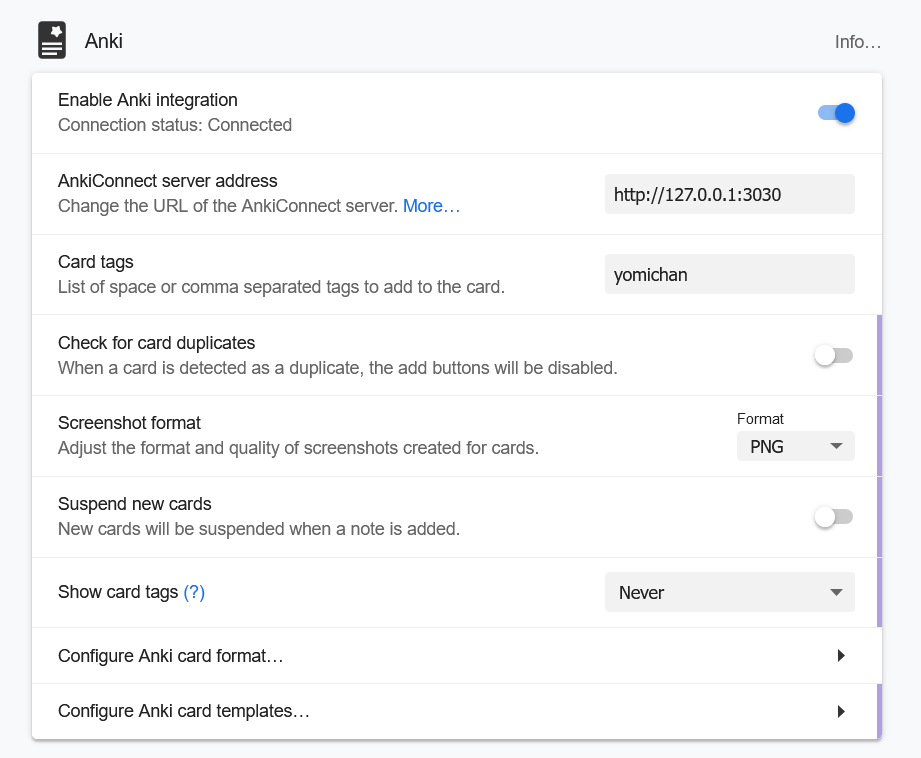 Anki
Info…
Enable Anki integration
Connection status: Connected
AnkiConnect server address
Change the URL of the AnkiConnect server. More…
http://127.0.0.1:3030
Card tags
List of space or comma separated tags to add to the card.
yomichan
Check for card duplicates
When a card is detected as a duplicate, the add buttons will be disabled.
Screenshot format
Adjust the format and quality of screenshots created for cards.
Format
PNG
Suspend new cards
New cards will be suspended when a note is added.
Show card tags (?)
Never
Configure Anki card format…
Configure Anki card templates…